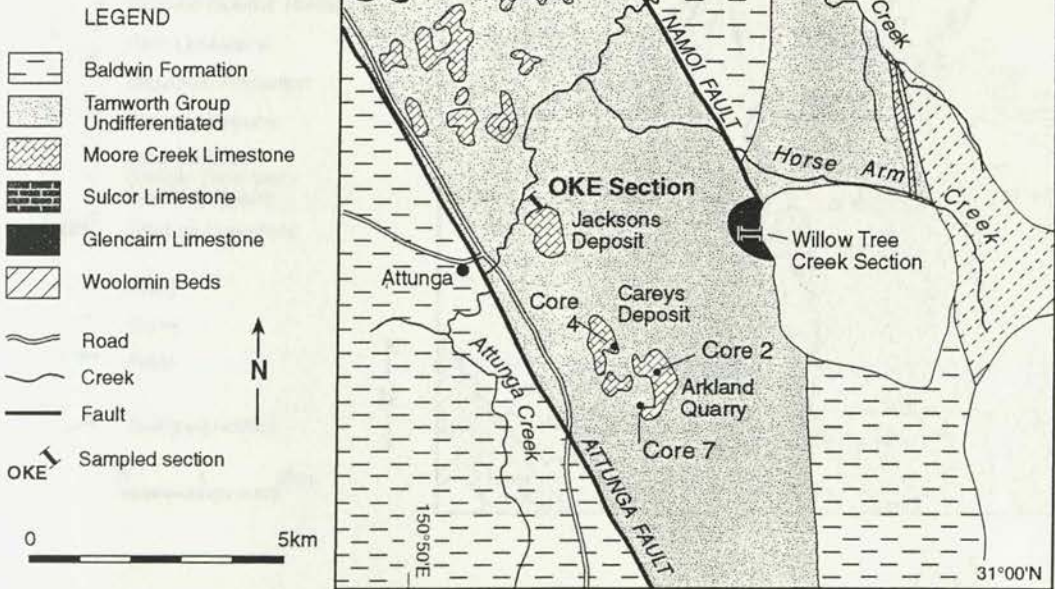 LEGEND
Baldwin Formation
Tamworth Group
Undifferentiated
Moore Creek Limestone
Sulcor Limestone
Glencairn Limestone
Woolomin Beds
Road
Creek
Fault
OKE
Sampled section
N
0
5km
NAMOI FAULT
Creek
Horse Arm
Creek
OKE Section
Jacksons
Deposit
Willow Tree
Creek Section
Attunga
Core
4
Careys
Deposit
Core 2
Arkland
Quarry
Core 7
Attunga Creek
ATTUNGA FAULT
150°50'E
31°00'N